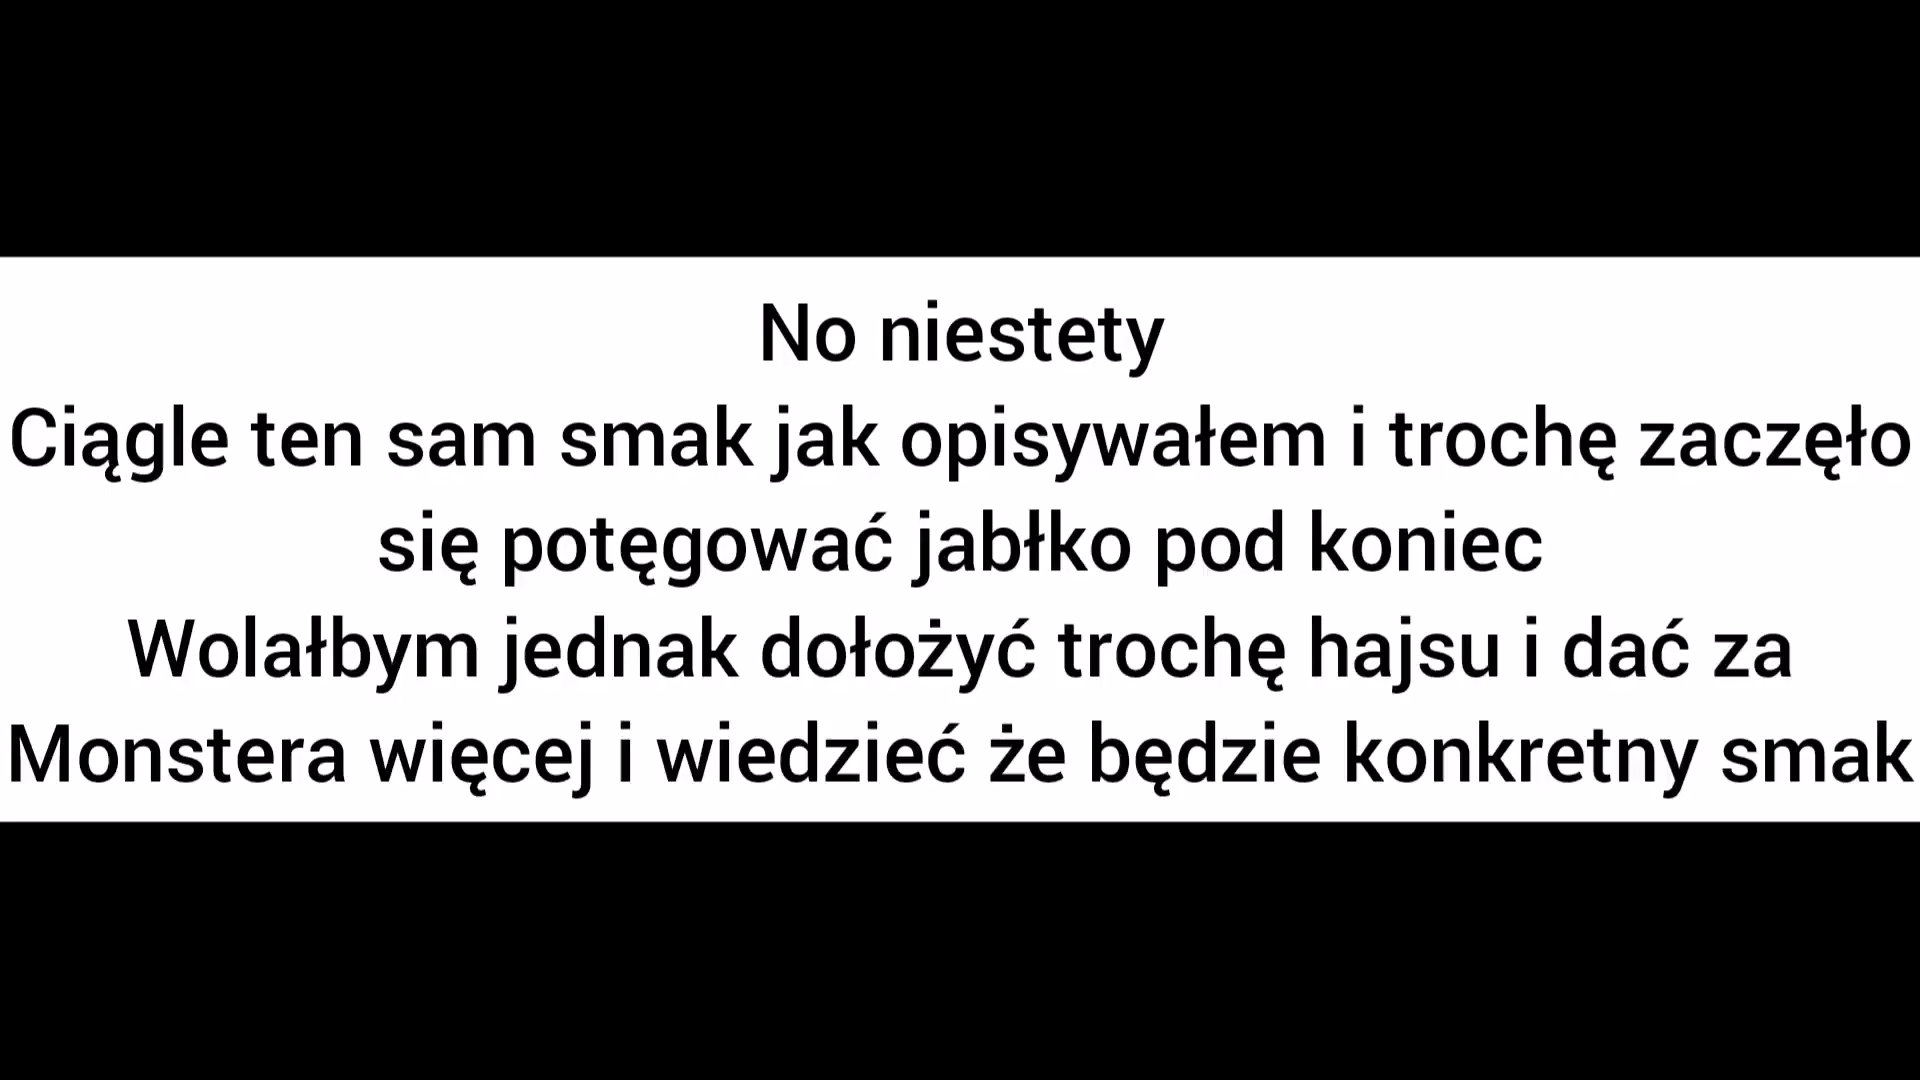 No niestety
Ciągle ten sam smak jak opisywałem i trochę zaczęło
się potęgować jabłko pod koniec
Wolałbym jednak dołożyć trochę hajsu i dać za
Monstera więcej i wiedzieć że będzie konkretny smak